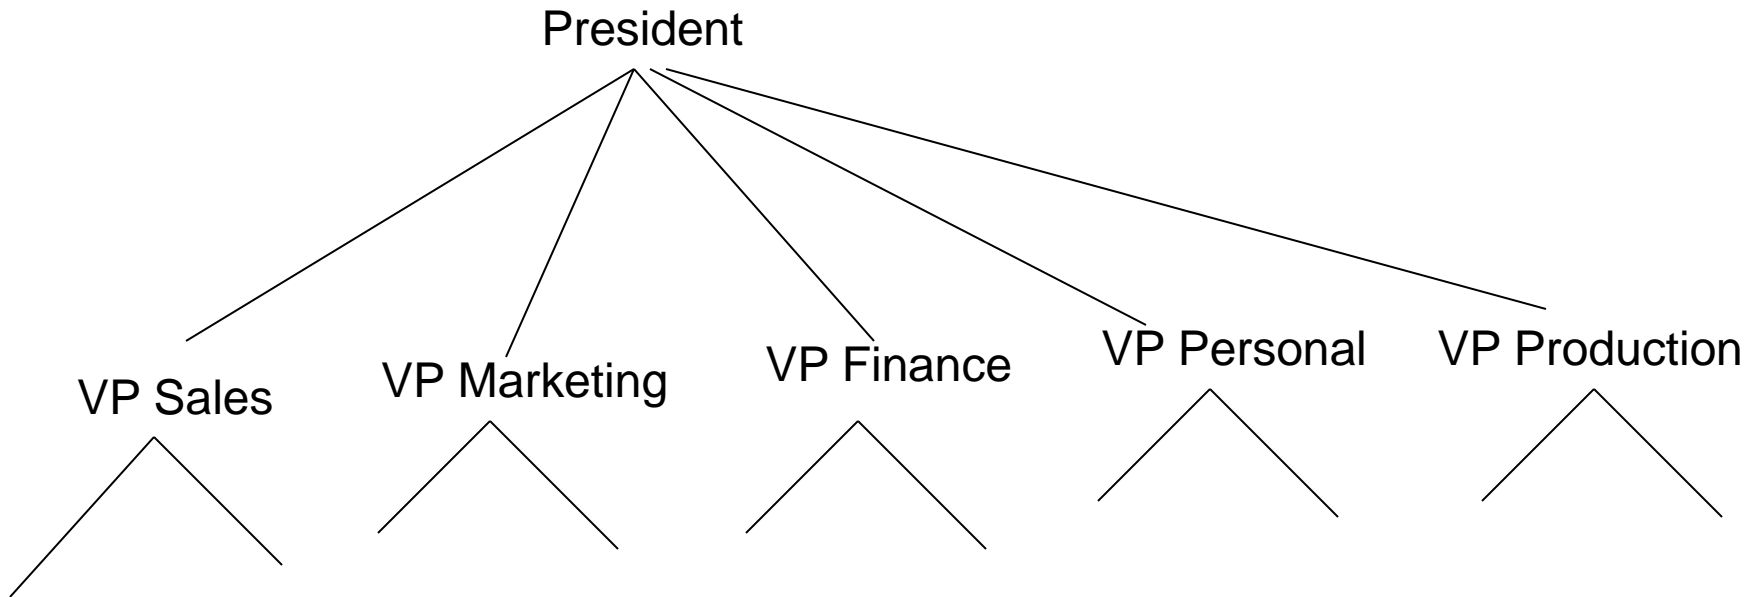 President
VP Sales
VP Marketing
VP Finance
VP Personal
VP Production